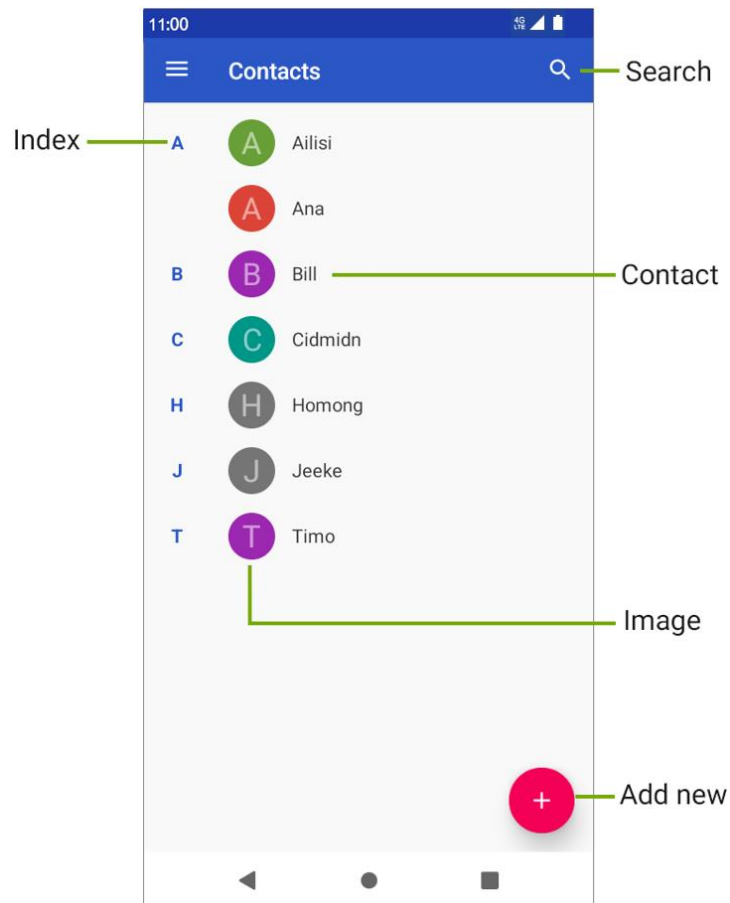 11:00 4G LTE
Contacts Search
Index A A Ailisi
A Ana
B B Bill Contact
C C Cidmidn
H H Homong
J J Jeeke
T T Timo
Image
+ Add new